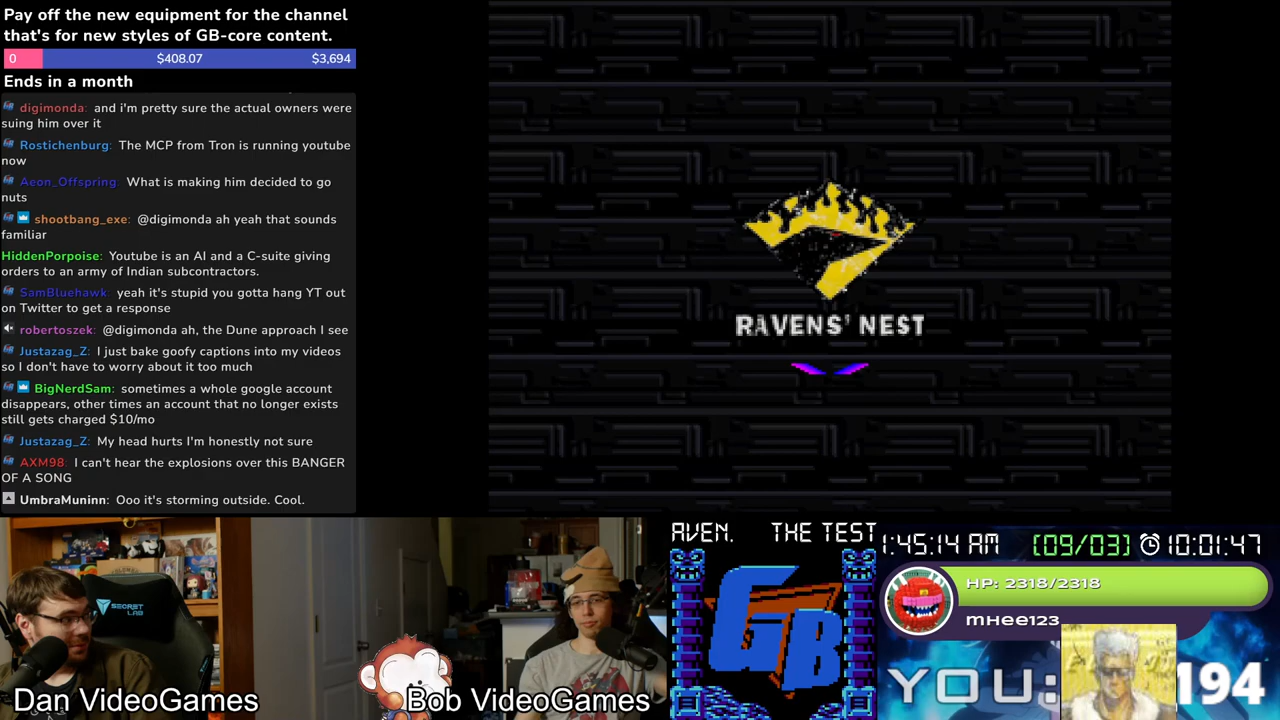 Pay off the new equipment for the channel
that's for new styles of GB-core content.
0 $408.07 $3,694
Ends in a month
digimonda: and i'm pretty sure the actual owners were
suing him over it
Rostichenburg: The MCP from Tron is running youtube
now
Aeon_Offspring: What is making him decided to go
nuts
shootbang_exe: @digimonda ah yeah that sounds
familiar
HiddenPorpoise: Youtube is an AI and a C-suite giving
orders to an army of Indian subcontractors.
SamBluehawk: yeah it's stupid you gotta hang YT out
on Twitter to get a response
robertoszek: @digimonda ah, the Dune approach I see
Justazag_Z: I just bake goofy captions into my videos
so I don't have to worry about it too much
BigNerdSam: sometimes a whole google account
disappears, other times an account that no longer exists
still gets charged $10/mo
Justazag_Z: My head hurts I'm honestly not sure
AXM98: I can't hear the explosions over this BANGER
OF A SONG
UmbraMuninn: Ooo it's storming outside. Cool.
RAVENS' NEST
SECRET
LAB
Dan VideoGames
Bob VideoGames
AVEN. THE TEST
GB
1:45:14 AM [09/03] 10:01:47
HP: 2318/2318
mHee123
YOU: 194